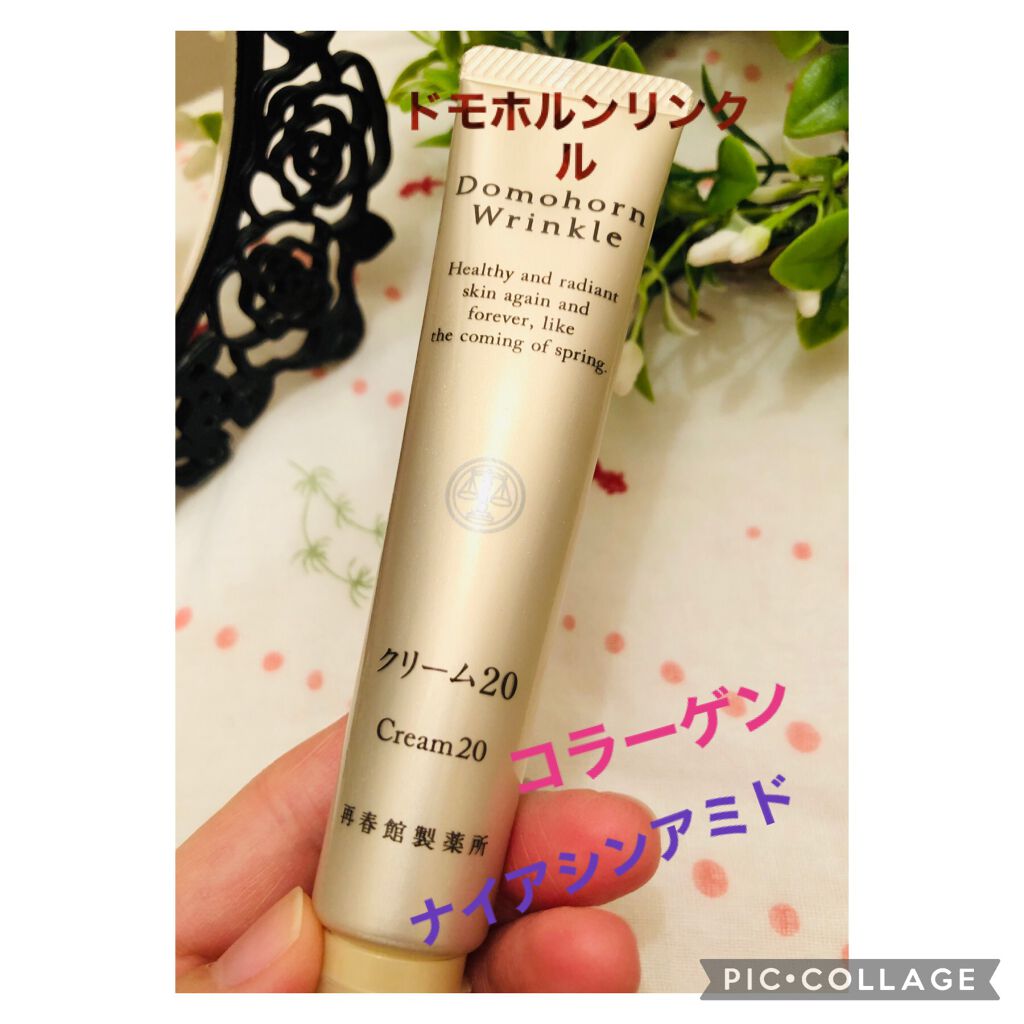 ドモホルンリンク
ル
Domohorn
Wrinkle
Healthy and radiant
skin again and
forever, like
the coming of spring.
クリーム20
Cream20
コラーゲン
ナイアシンアミド
再春館製薬所
PIC•COLLAGE